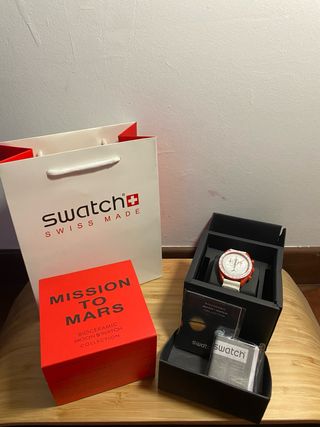 swatch
SWISS MADE
MISSION
TO
MARS
BIOCERAMIC
MOONSWATCH
COLLECTION
swatch
swatch